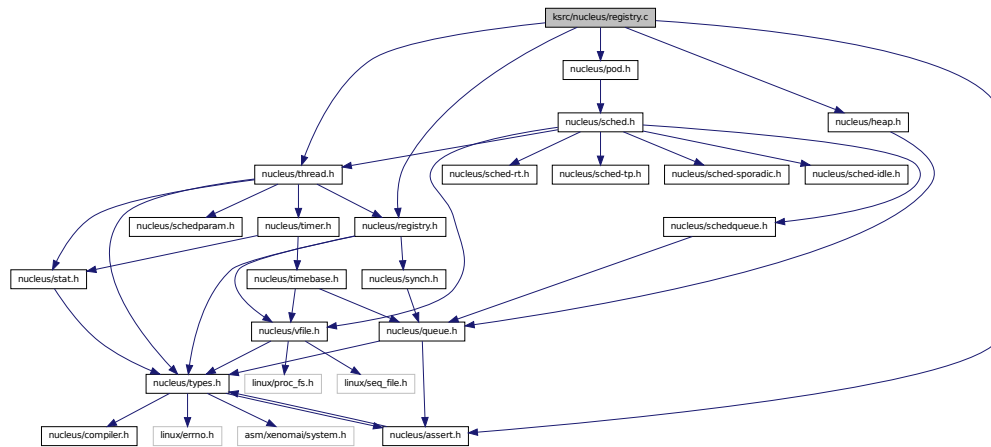 ksrc/nucleus/registry.c
nucleus/pod.h
nucleus/sched.h
nucleus/heap.h
nucleus/thread.h
nucleus/sched-rt.h
nucleus/sched-tp.h
nucleus/sched-sporadic.h
nucleus/sched-idle.h
nucleus/schedparam.h
nucleus/timer.h
nucleus/registry.h
nucleus/schedqueue.h
nucleus/stat.h
nucleus/timebase.h
nucleus/synch.h
nucleus/vfile.h
nucleus/queue.h
nucleus/types.h
linux/proc_fs.h
linux/seq_file.h
nucleus/compiler.h
linux/errno.h
asm/xenomai/system.h
nucleus/assert.h